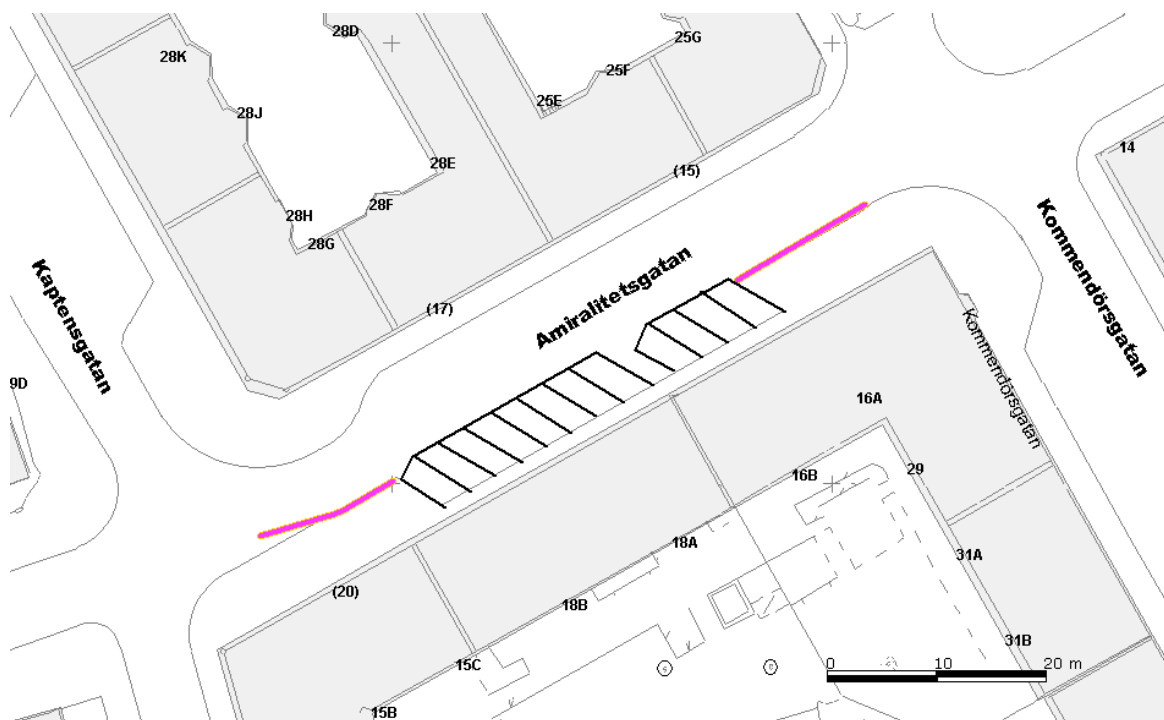 28D
25G
28K
25F
25E
28J
14
28E
(15)
28F
28H
28G
Kommendörsgatan
Kaptensgatan
Amiralitetsgatan
(17)
Kommendörsgatan
9D
16A
29
16B
18A
31A
(20)
18B
31B
15C
0 10 20 m
15B